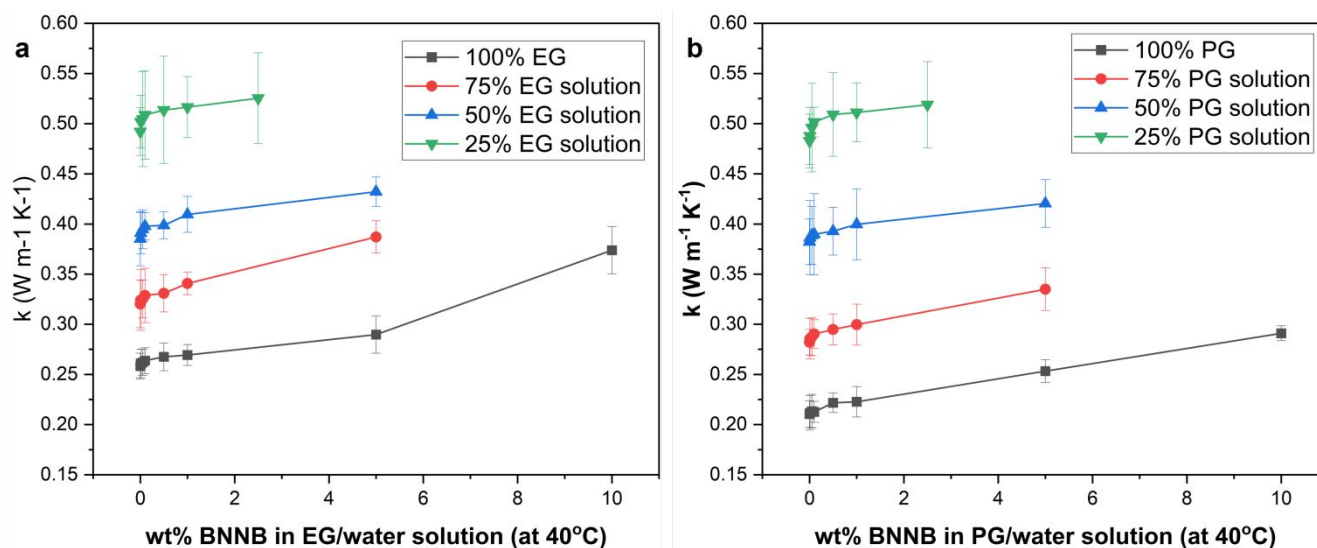 a
k (W m-1 K-1)
0.60
0.55
0.50
0.45
0.40
0.35
0.30
0.25
0.20
0.15
100% EG
75% EG solution
50% EG solution
25% EG solution
0 2 4 6 8 10
wt% BNNB in EG/water solution (at 40°C)
b
k (W m⁻¹ K⁻¹)
0.60
0.55
0.50
0.45
0.40
0.35
0.30
0.25
0.20
0.15
100% PG
75% PG solution
50% PG solution
25% PG solution
0 2 4 6 8 10
wt% BNNB in PG/water solution (at 40°C)